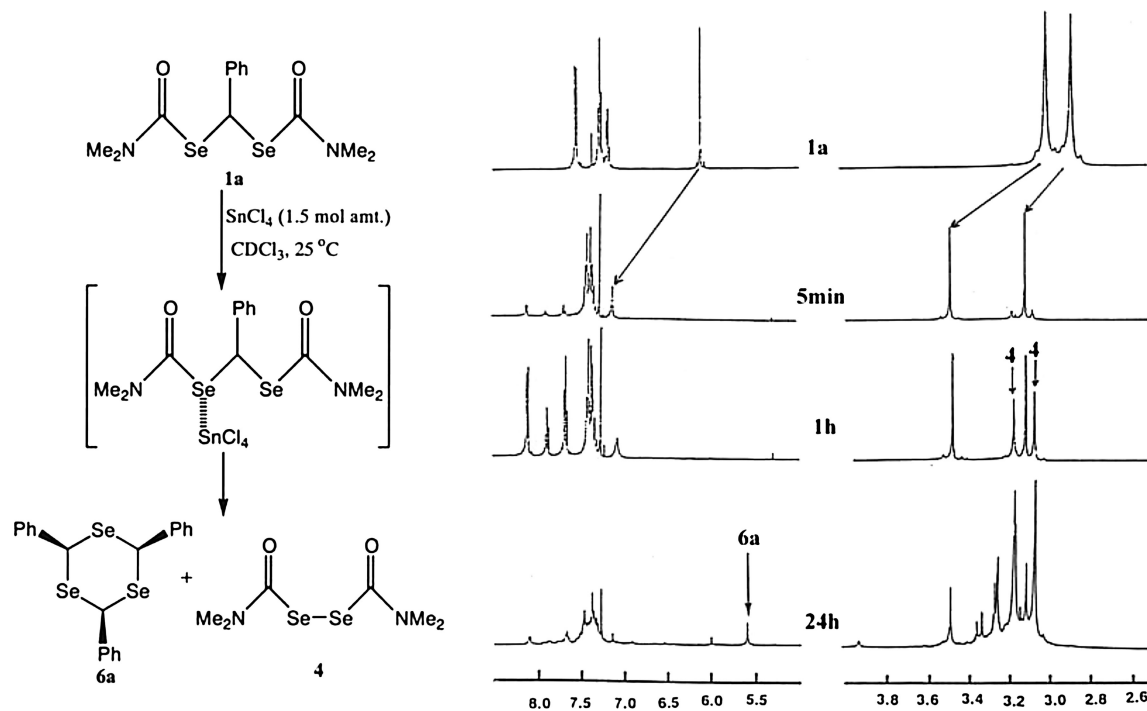 O Ph O
Me₂N Se Se NMe₂
1a
SnCl₄ (1.5 mol amt.)
CDCl₃, 25 °C
O Ph O
Me₂N Se Se NMe₂
SnCl₄
Ph Se Ph
Se Se
Ph
6a
+
O O
Me₂N Se Se NMe₂
4
1a
5min
4 4
1h
6a
24h
8.0 7.5 7.0 6.5 6.0 5.5
3.8 3.6 3.4 3.2 3.0 2.8 2.6